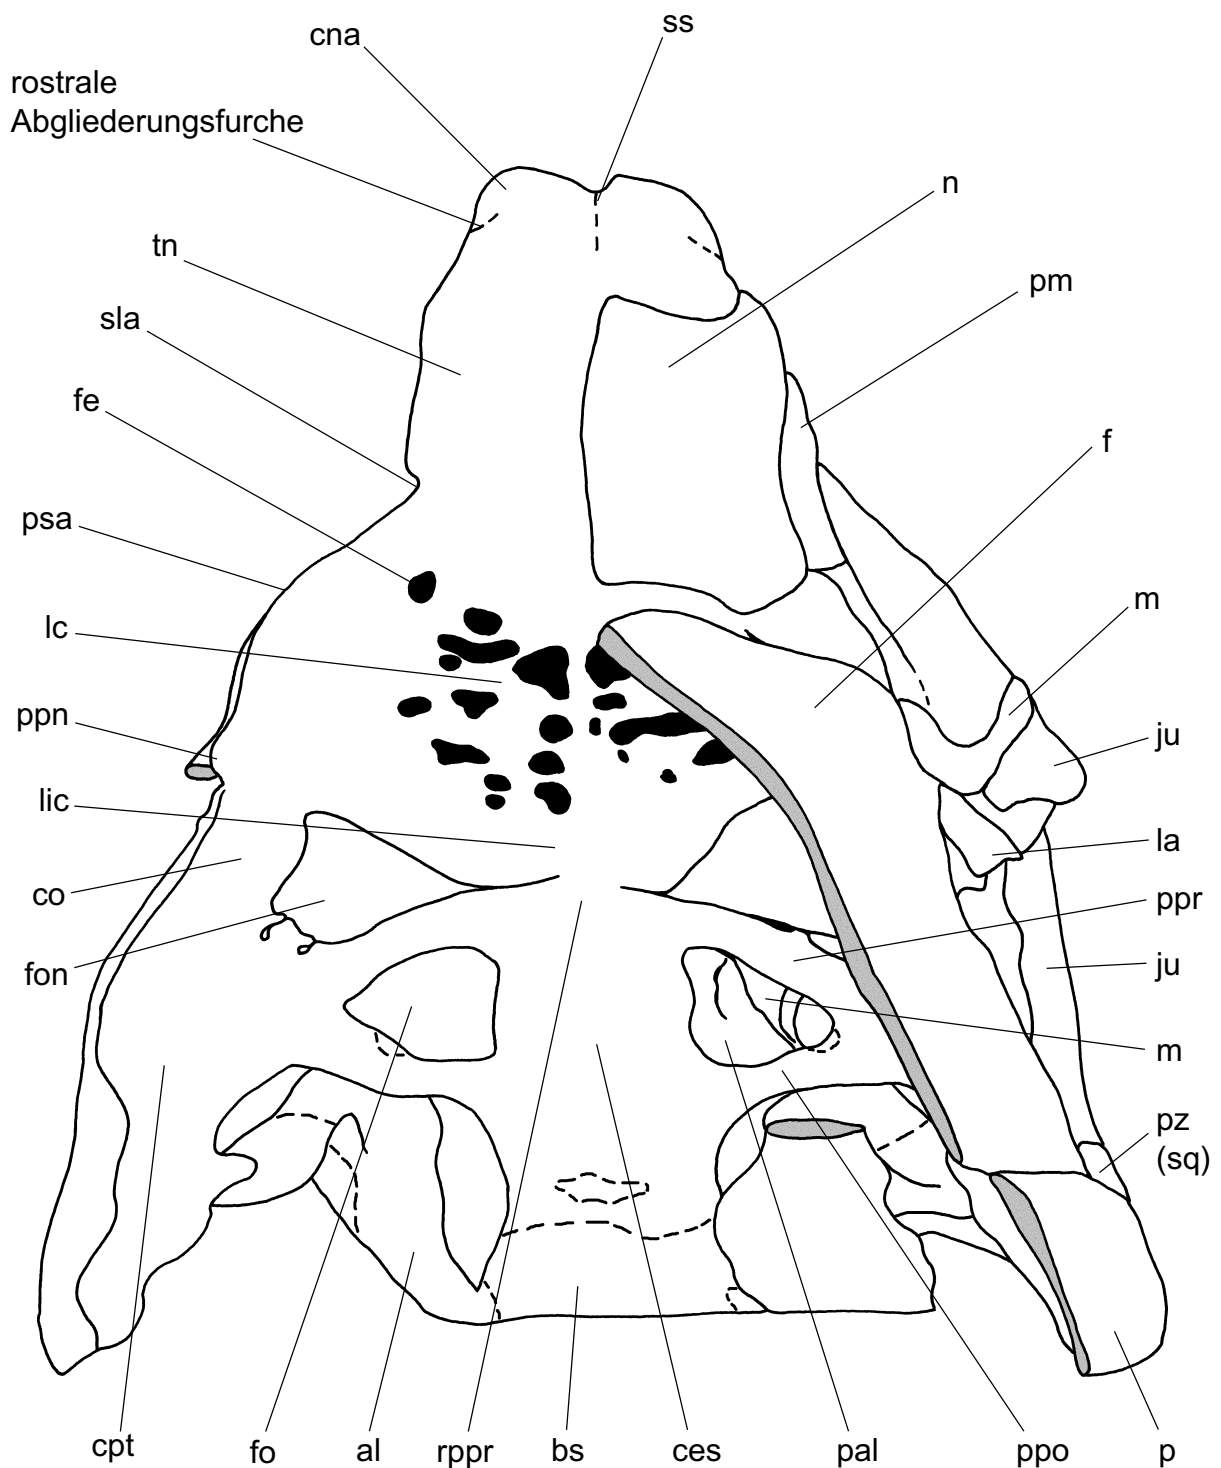 cna
ss
rostrale
Abgliederungsfurche
n
tn
pm
sla
fe
f
psa
m
lc
ppn
ju
lic
la
co
ppr
fon
ju
m
pz
(sq)
cpt
fo
al
rppr
bs
ces
pal
ppo
p